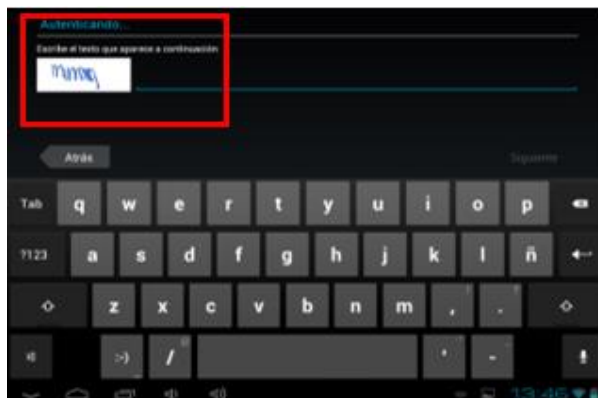 Autenticando...
Escribe el texto que aparece a continuación
Atrás
Siguiente
Tab q w e r t y u i o p
?123 a s d f g h j k l ñ
z x c v b n m , ! . ?
:-) / @ ' -
13:46